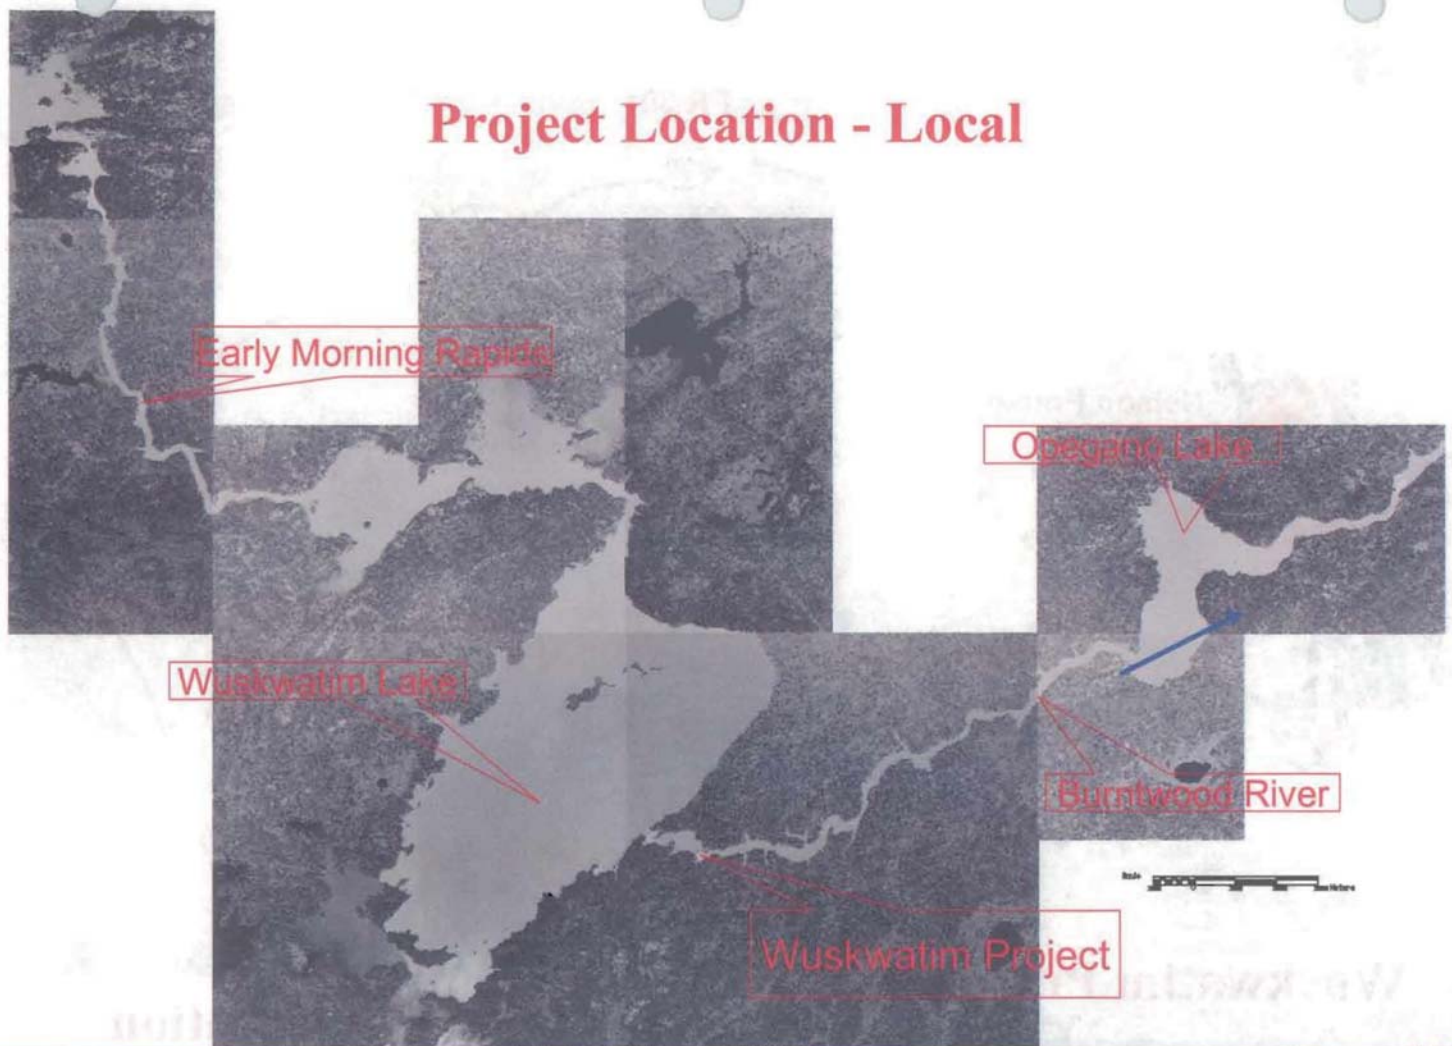 Project Location - Local
Early Morning Rapids
Opegano Lake
Wuskwatim Lake
Burntwood River
Wuskwatim Project